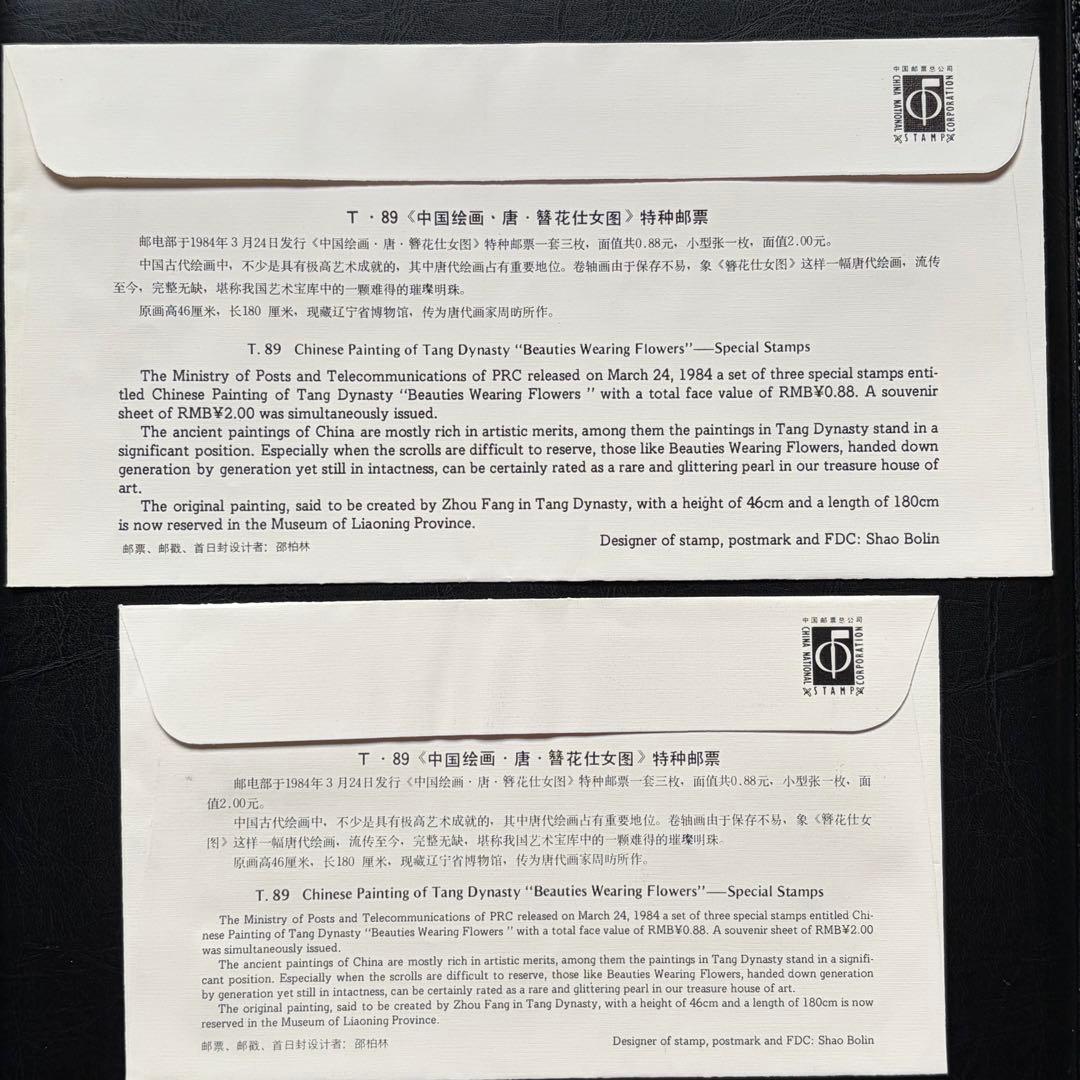 中国邮票总公司
CHINA NATIONAL
STAMP
CORPORATION
T · 89《中国绘画·唐·簪花仕女图》特种邮票
邮电部于1984年3月24日发行《中国绘画·唐·簪花仕女图》特种邮票一套三枚，面值共0.88元，小型张一枚，面值2.00元。
中国古代绘画中，不少是具有极高艺术成就的，其中唐代绘画占有重要地位。卷轴画由于保存不易，象《簪花仕女图》这样一幅唐代绘画，流传
至今，完整无缺，堪称我国艺术宝库中的一颗难得的璀璨明珠。
原画高46厘米，长180 厘米，现藏辽宁省博物馆，传为唐代画家周昉所作。
T. 89 Chinese Painting of Tang Dynasty "Beauties Wearing Flowers"—Special Stamps
The Ministry of Posts and Telecommunications of PRC released on March 24, 1984 a set of three special stamps enti-
tled Chinese Painting of Tang Dynasty "Beauties Wearing Flowers " with a total face value of RMB¥0.88. A souvenir
sheet of RMB¥2.00 was simultaneously issued.
The ancient paintings of China are mostly rich in artistic merits, among them the paintings in Tang Dynasty stand in a
significant position. Especially when the scrolls are difficult to reserve, those like Beauties Wearing Flowers, handed down
generation by generation yet still in intactness, can be certainly rated as a rare and glittering pearl in our treasure house of
art.
The original painting, said to be created by Zhou Fang in Tang Dynasty, with a height of 46cm and a length of 180cm
is now reserved in the Museum of Liaoning Province.
邮票、邮戳、首日封设计者：邵柏林
Designer of stamp, postmark and FDC: Shao Bolin
中国邮票总公司
CHINA NATIONAL
STAMP
CORPORATION
T · 89《中国绘画·唐·簪花仕女图》特种邮票
邮电部于1984年3月24日发行《中国绘画·唐·簪花仕女图》特种邮票一套三枚，面值共0.88元，小型张一枚，面
值2.00元。
中国古代绘画中，不少是具有极高艺术成就的，其中唐代绘画占有重要地位。卷轴画由于保存不易，象《簪花仕女
图》这样一幅唐代绘画，流传至今，完整无缺，堪称我国艺术宝库中的一颗难得的璀璨明珠。
原画高46厘米，长180 厘米，现藏辽宁省博物馆，传为唐代画家周昉所作。
T. 89 Chinese Painting of Tang Dynasty "Beauties Wearing Flowers"—Special Stamps
The Ministry of Posts and Telecommunications of PRC released on March 24, 1984 a set of three special stamps entitled Chi-
nese Painting of Tang Dynasty "Beauties Wearing Flowers " with a total face value of RMB¥0.88. A souvenir sheet of RMB¥2.00
was simultaneously issued.
The ancient paintings of China are mostly rich in artistic merits, among them the paintings in Tang Dynasty stand in a signifi-
cant position. Especially when the scrolls are difficult to reserve, those like Beauties Wearing Flowers, handed down generation
by generation yet still in intactness, can be certainly rated as a rare and glittering pearl in our treasure house of art.
The original painting, said to be created by Zhou Fang in Tang Dynasty, with a height of 46cm and a length of 180cm is now
reserved in the Museum of Liaoning Province.
邮票、邮戳、首日封设计者：邵柏林
Designer of stamp, postmark and FDC: Shao Bolin